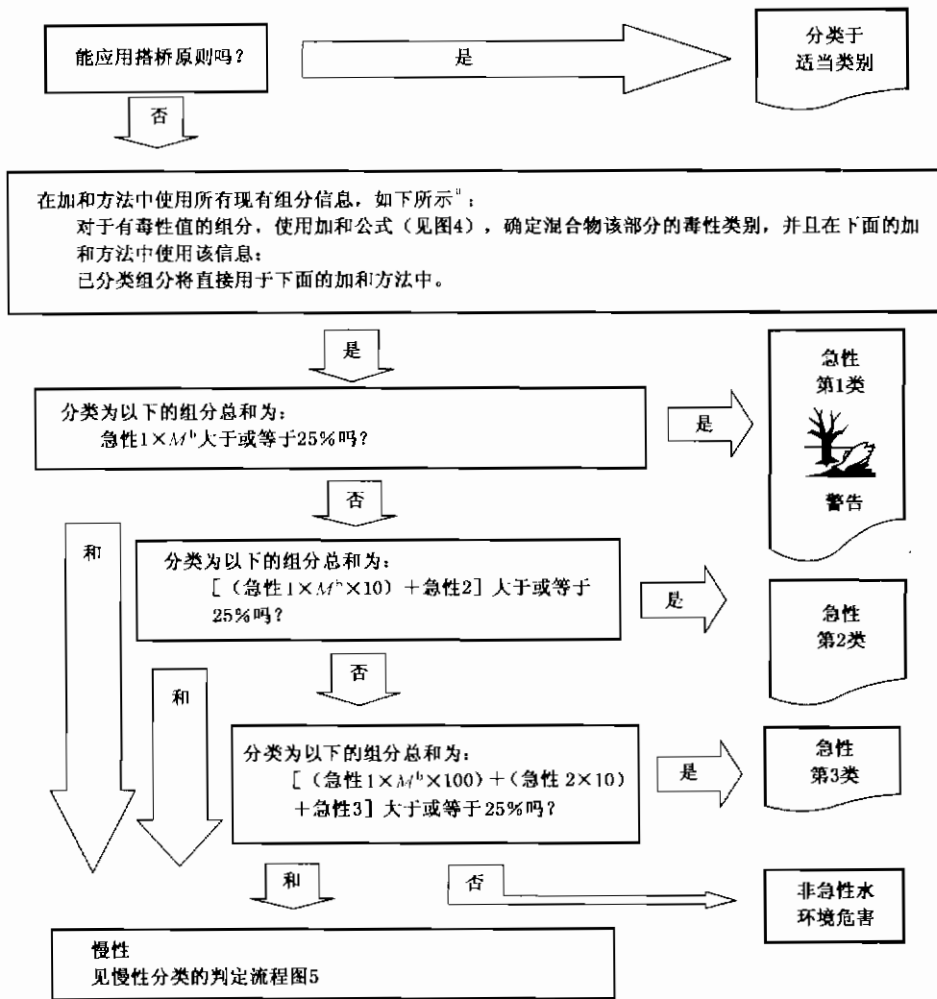 能应用搭桥原则吗?
是
分类于
适当类别
否
在加和方法中使用所有现有组分信息,如下所示a:
对于有毒性值的组分,使用加和公式(见图4),确定混合物该部分的毒性类别,并且在下面的加
和方法中使用该信息;
已分类组分将直接用于下面的加和方法中。
是
分类为以下的组分总和为:
急性1×Mᵇ大于或等于25%吗?
是
急性
第1类
警告
否
和
分类为以下的组分总和为:
[(急性1×Mᵇ×10)+急性2]大于或等于
25%吗?
是
急性
第2类
否
和
分类为以下的组分总和为:
[(急性1×Mᵇ×100)+(急性2×10)
+急性3]大于或等于25%吗?
是
急性
第3类
和
否
非急性水
环境危害
慢性
见慢性分类的判定流程图5